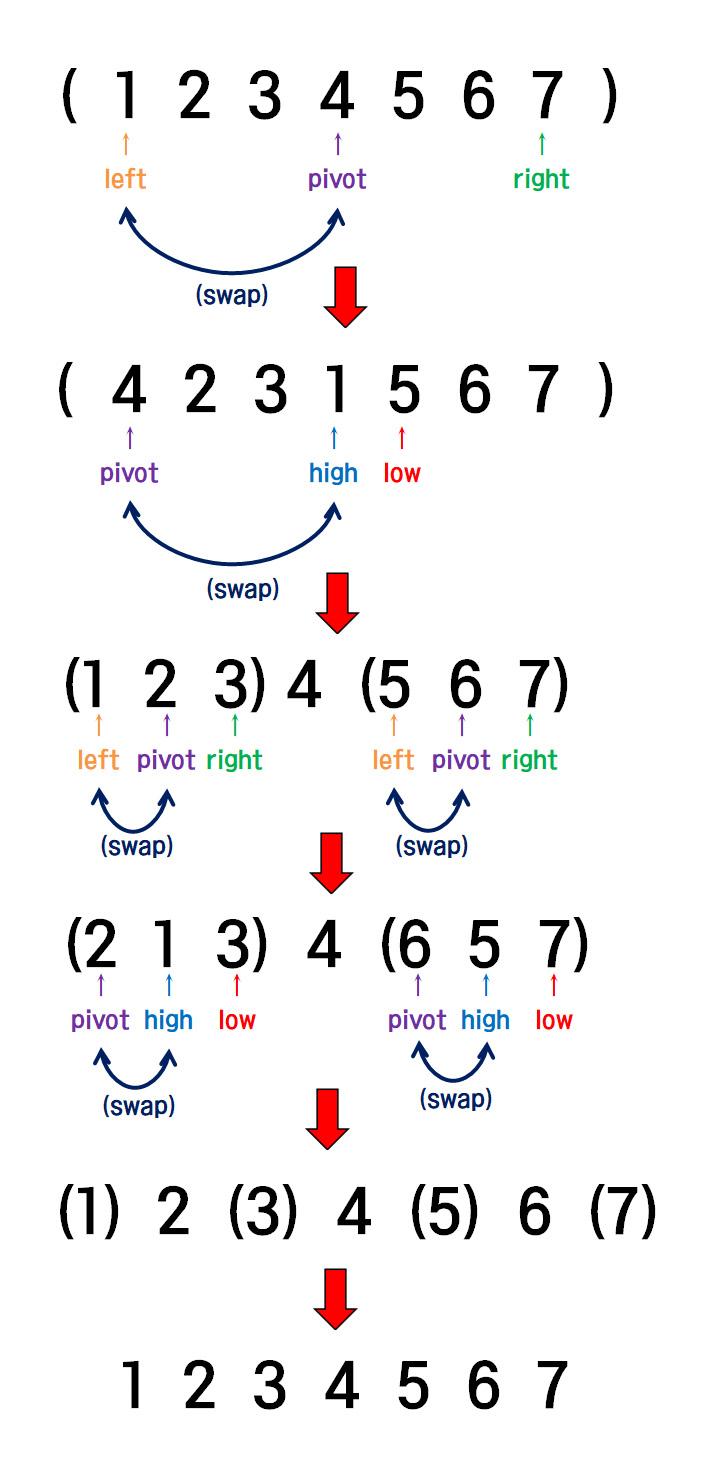 ( 1 2 3 4 5 6 7 )
left pivot right
(swap)
( 4 2 3 1 5 6 7 )
pivot high low
(swap)
(1 2 3) 4 (5 6 7)
left pivot right left pivot right
(swap) (swap)
(2 1 3) 4 (6 5 7)
pivot high low pivot high low
(swap) (swap)
(1) 2 (3) 4 (5) 6 (7)
1 2 3 4 5 6 7